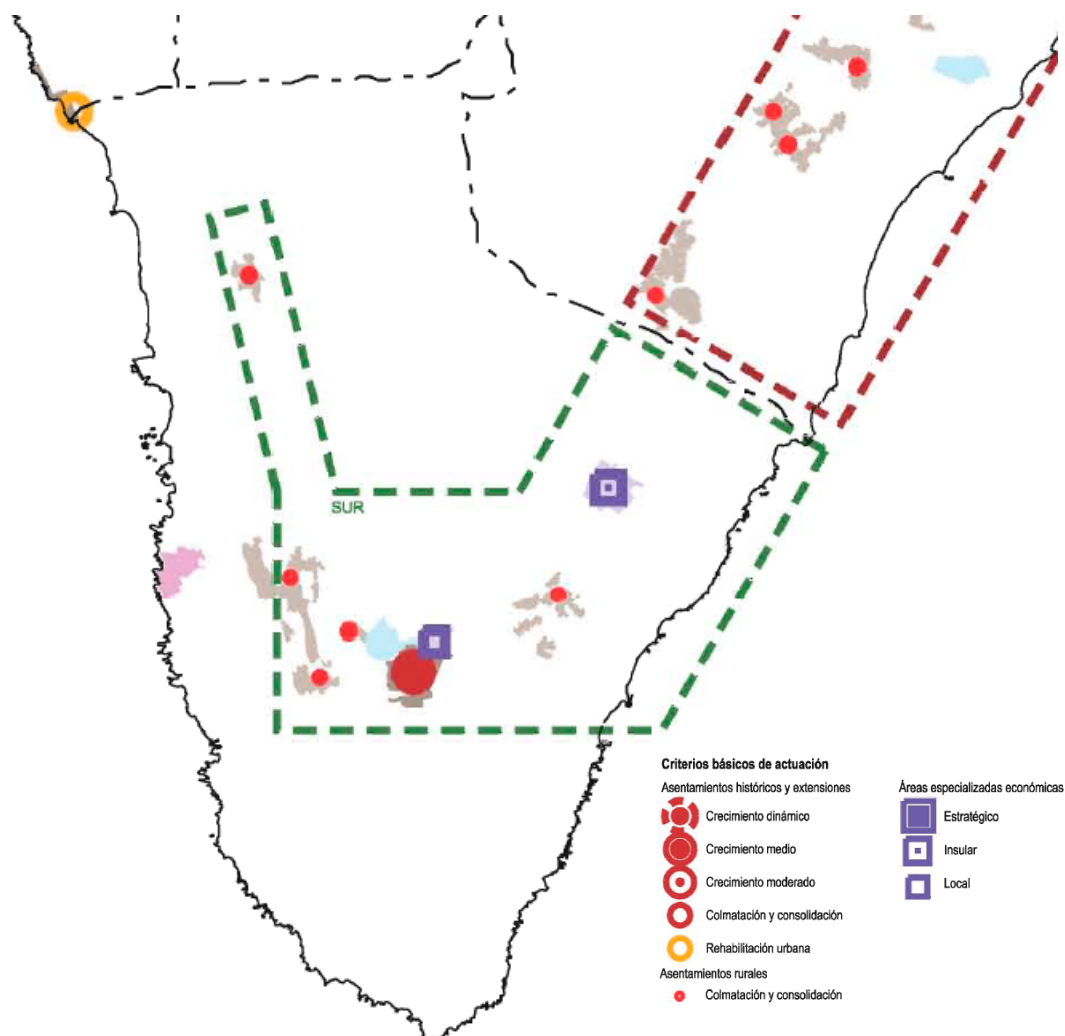 SUR
Criterios básicos de actuación
Asentamientos históricos y extensiones
Crecimiento dinámico
Crecimiento medio
Crecimiento moderado
Colmatación y consolidación
Rehabilitación urbana
Asentamientos rurales
Colmatación y consolidación
Áreas especializadas económicas
Estratégico
Insular
Local